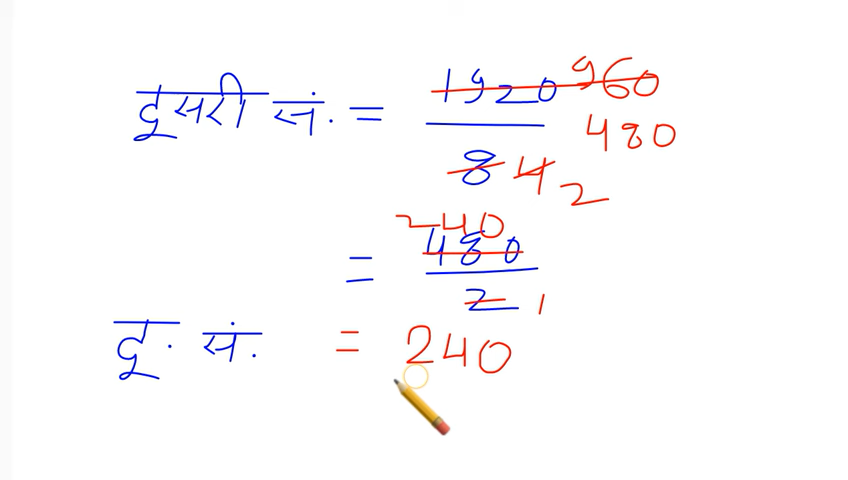 दूसरी सं. = 1920 960 480
8 4 2
240
= 480
2 1
दू. सं. = 240